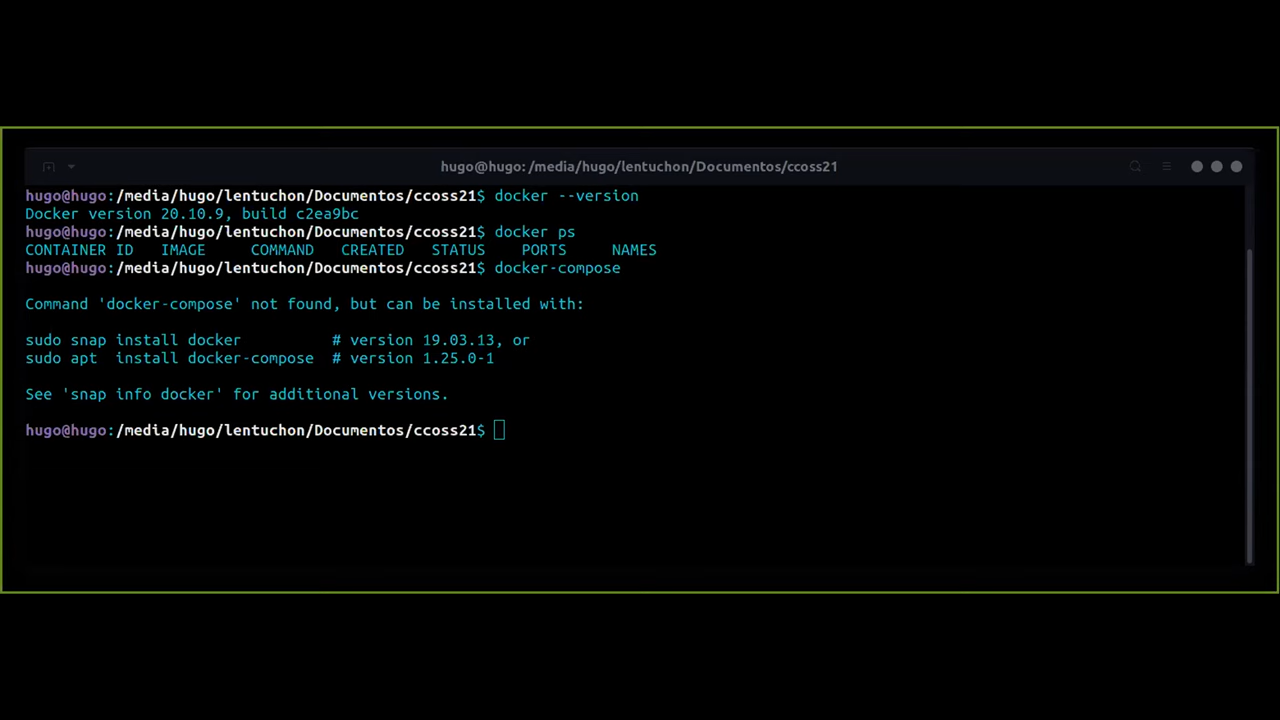 hugo@hugo: /media/hugo/lentuchon/Documentos/ccoss21
hugo@hugo:/media/hugo/lentuchon/Documentos/ccoss21$ docker --version
Docker version 20.10.9, build c2ea9bc
hugo@hugo:/media/hugo/lentuchon/Documentos/ccoss21$ docker ps
CONTAINER ID   IMAGE     COMMAND   CREATED   STATUS    PORTS     NAMES
hugo@hugo:/media/hugo/lentuchon/Documentos/ccoss21$ docker-compose
Command 'docker-compose' not found, but can be installed with:
sudo snap install docker          # version 19.03.13, or
sudo apt  install docker-compose  # version 1.25.0-1
See 'snap info docker' for additional versions.
hugo@hugo:/media/hugo/lentuchon/Documentos/ccoss21$